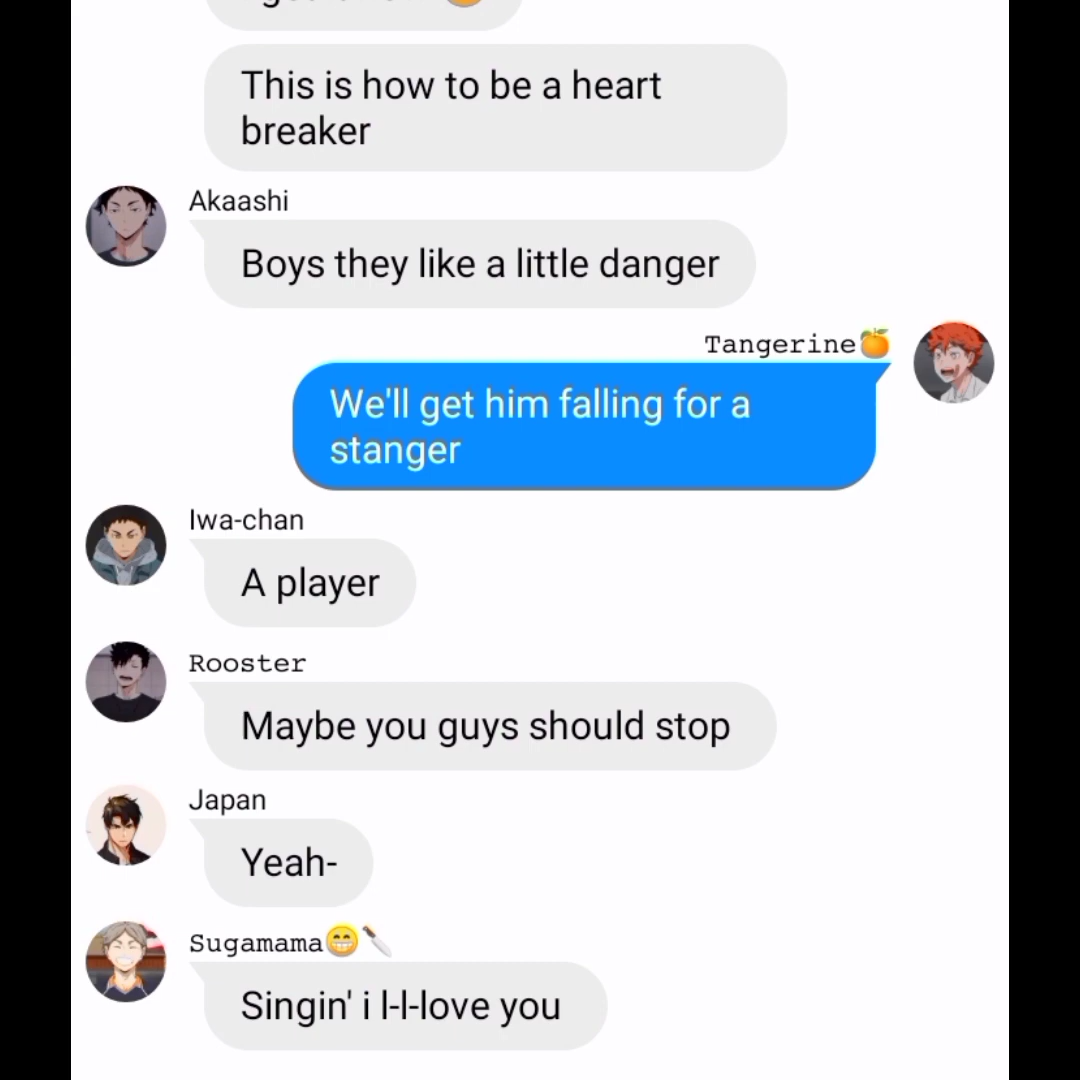 This is how to be a heart
breaker
Akaashi
Boys they like a little danger
Tangerine🍊
We'll get him falling for a
stanger
Iwa-chan
A player
Rooster
Maybe you guys should stop
Japan
Yeah-
Sugamama😁🔪
Singin' i l-l-love you